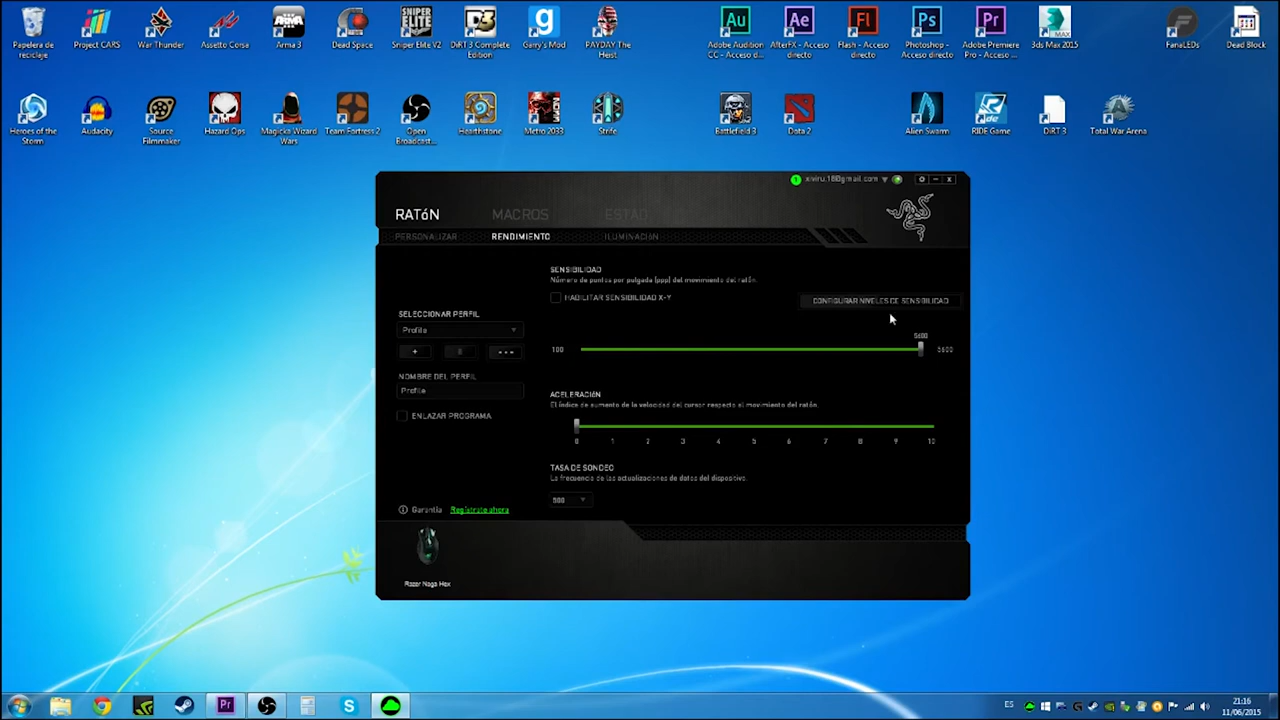 Papelera de reciclaje
Project CARS
War Thunder
Assetto Corsa
Arma 3
Dead Space
Sniper Elite V2
DiRT 3 Complete Edition
Garry's Mod
PAYDAY The Heist
Adobe Audition CC - Acceso d...
AfterFX - Acceso directo
Flash - Acceso directo
Photoshop - Acceso directo
Adobe Premiere Pro - Acceso ...
3ds Max 2015
FanaLEDs
Dead Block
Heroes of the Storm
Audacity
Source Filmmaker
Hazard Ops
Magicka Wizard Wars
Team Fortress 2
Open Broadcast...
Hearthstone
Metro 2033
Strife
Battlefield 3
Dota 2
Alien Swarm
RIDE Game
DiRT 3
Total War Arena
RATóN
MACROS
ESTAD
PERSONALIZAR
RENDIMIENTO
ILUMINACIóN
SELECCIONAR PERFIL
Profile
+
NOMBRE DEL PERFIL
Profile
ENLAZAR PROGRAMA
Garantía
Regístrate ahora
SENSIBILIDAD
Número de puntos por pulgada (ppp) del movimiento del ratón.
HABILITAR SENSIBILIDAD X-Y
CONFIGURAR NIVELES DE SENSIBILIDAD
5600
100
5600
ACELERACIóN
El índice de aumento de la velocidad del cursor respecto al movimiento del ratón.
0 1 2 3 4 5 6 7 8 9 10
TASA DE SONDEO
La frecuencia de las actualizaciones de datos del dispositivo.
500
Razer Naga Hex
ES
21:16
11/06/2015